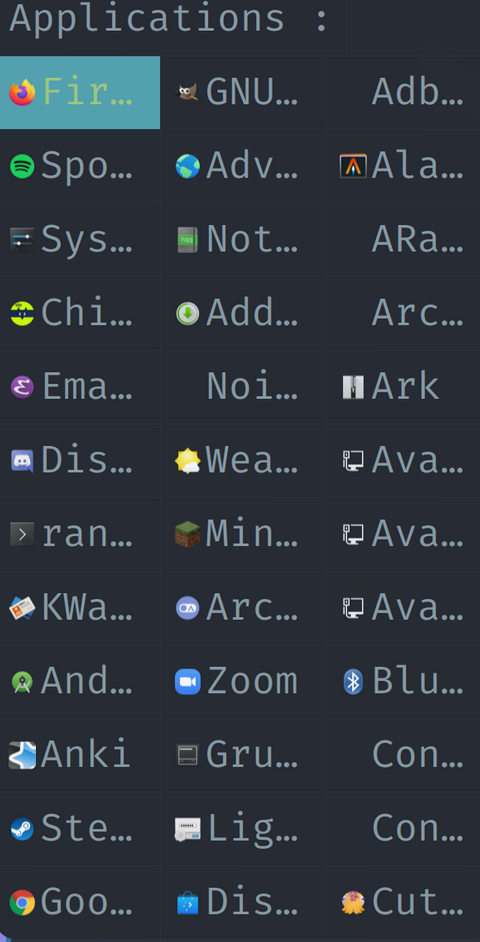 Applications :
Fir… GNU… Adb…
Spo… Adv… Ala…
Sys… Not… ARa…
Chi… Add… Arc…
Ema… Noi… Ark
Dis… Wea… Ava…
ran… Min… Ava…
KWa… Arc… Ava…
And… Zoom Blu…
Anki Gru… Con…
Ste… Lig… Con…
Goo… Dis… Cut…